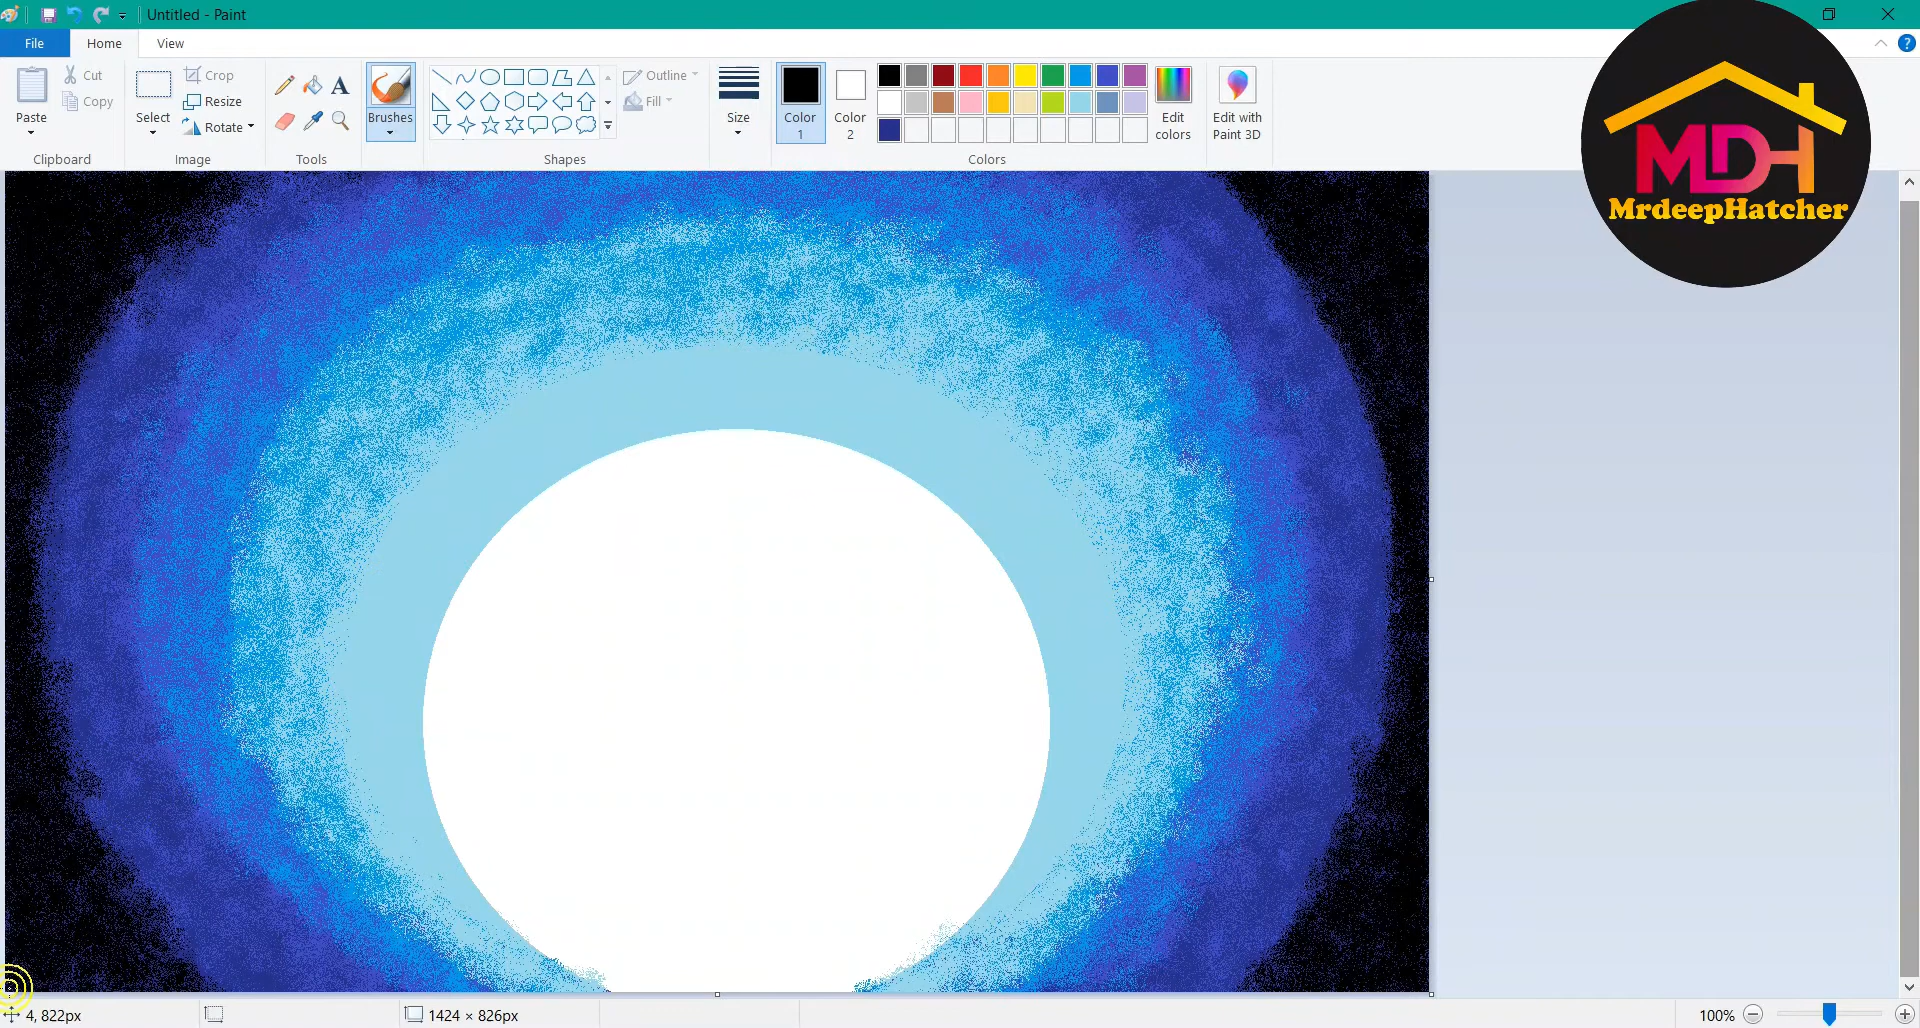 Untitled - Paint
File Home View
Paste
Cut
Copy
Clipboard
Select
Crop
Resize
Rotate
Image
A
Tools
Brushes
Shapes
Outline
Fill
Size
Color
1
Color
2
Colors
Edit
colors
Edit with
Paint 3D
?
MDH
MrdeepHatcher
4, 822px
1424 × 826px
100%